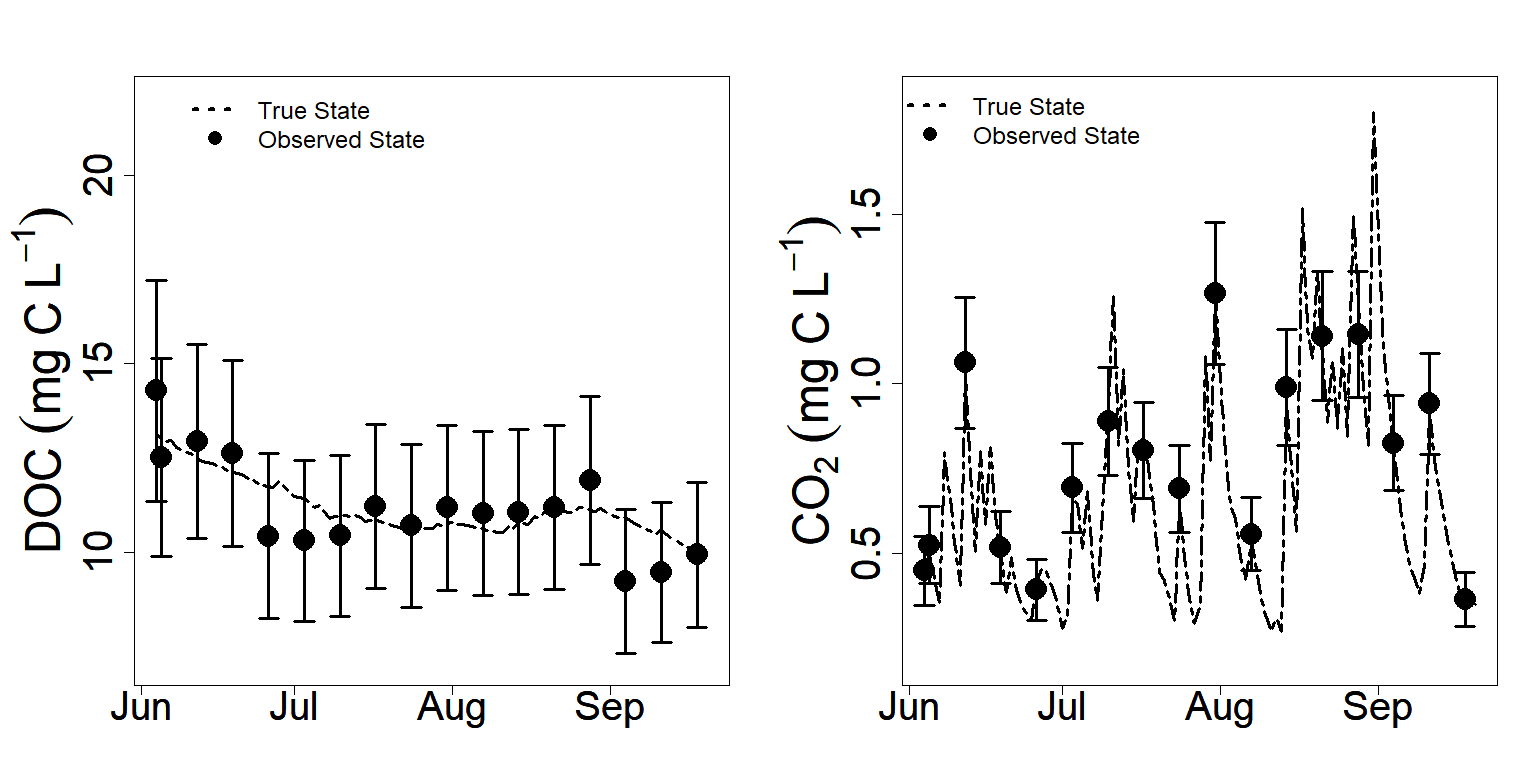 True State
Observed State
DOC (mg C L⁻¹)
20
15
10
Jun Jul Aug Sep
True State
Observed State
CO₂ (mg C L⁻¹)
1.5
1.0
0.5
Jun Jul Aug Sep